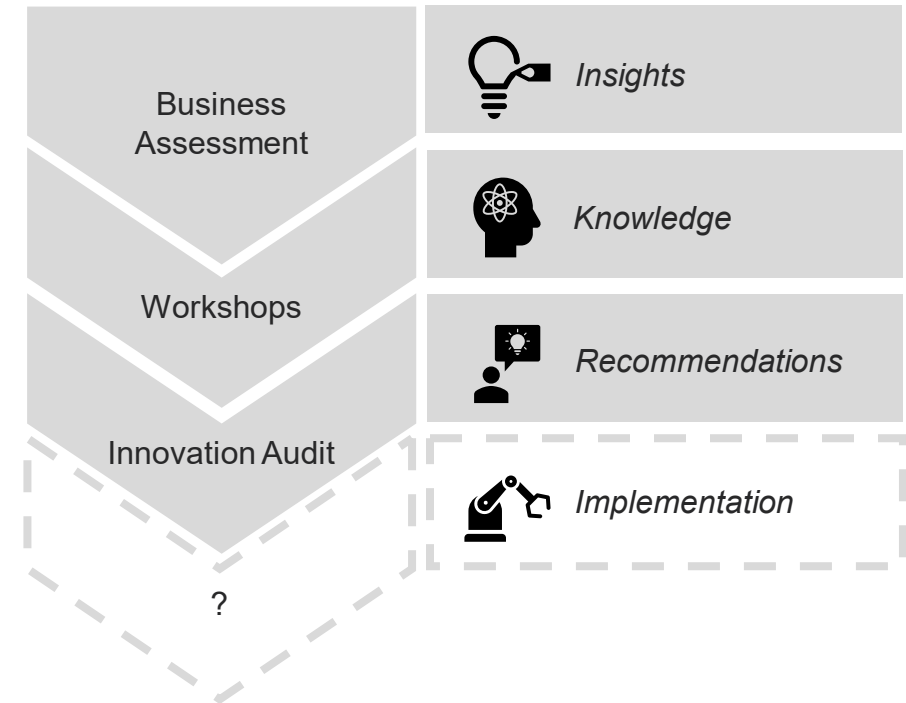 Business
Assessment
Insights
Knowledge
Workshops
Recommendations
Innovation Audit
Implementation
?